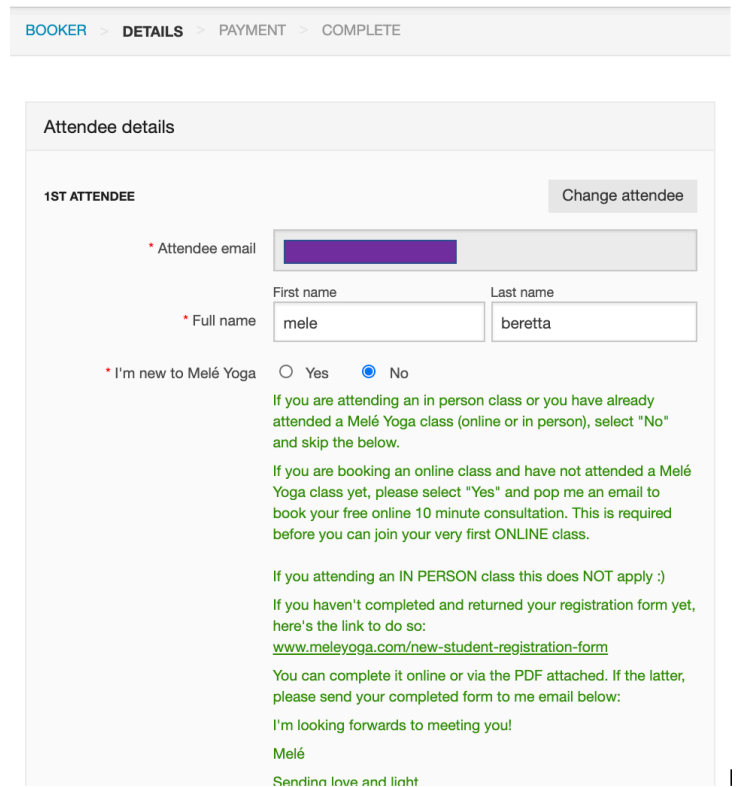 BOOKER > DETAILS > PAYMENT > COMPLETE
Attendee details
1ST ATTENDEE
Change attendee
* Attendee email
First name
Last name
* Full name
mele
beretta
* I'm new to Melé Yoga
Yes
No
If you are attending an in person class or you have already
attended a Melé Yoga class (online or in person), select "No"
and skip the below.
If you are booking an online class and have not attended a Melé
Yoga class yet, please select "Yes" and pop me an email to
book your free online 10 minute consultation. This is required
before you can join your very first ONLINE class.
If you attending an IN PERSON class this does NOT apply :)
If you haven't completed and returned your registration form yet,
here's the link to do so:
www.meleyoga.com/new-student-registration-form
You can complete it online or via the PDF attached. If the latter,
please send your completed form to me email below:
I'm looking forwards to meeting you!
Melé
Sending love and light